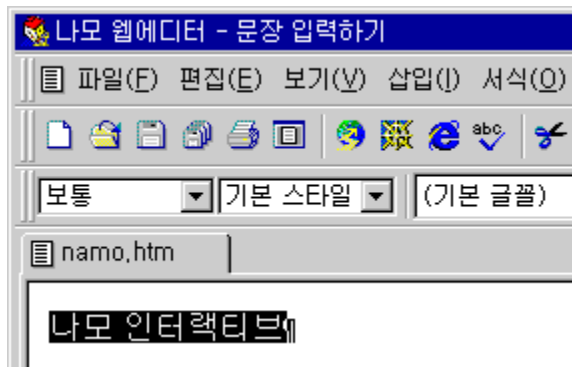 나모 웹에디터 - 문장 입력하기
파일(F) 편집(E) 보기(V) 삽입(I) 서식(O)
abc
보통 기본 스타일 (기본 글꼴)
namo.htm
나모 인터랙티브¶